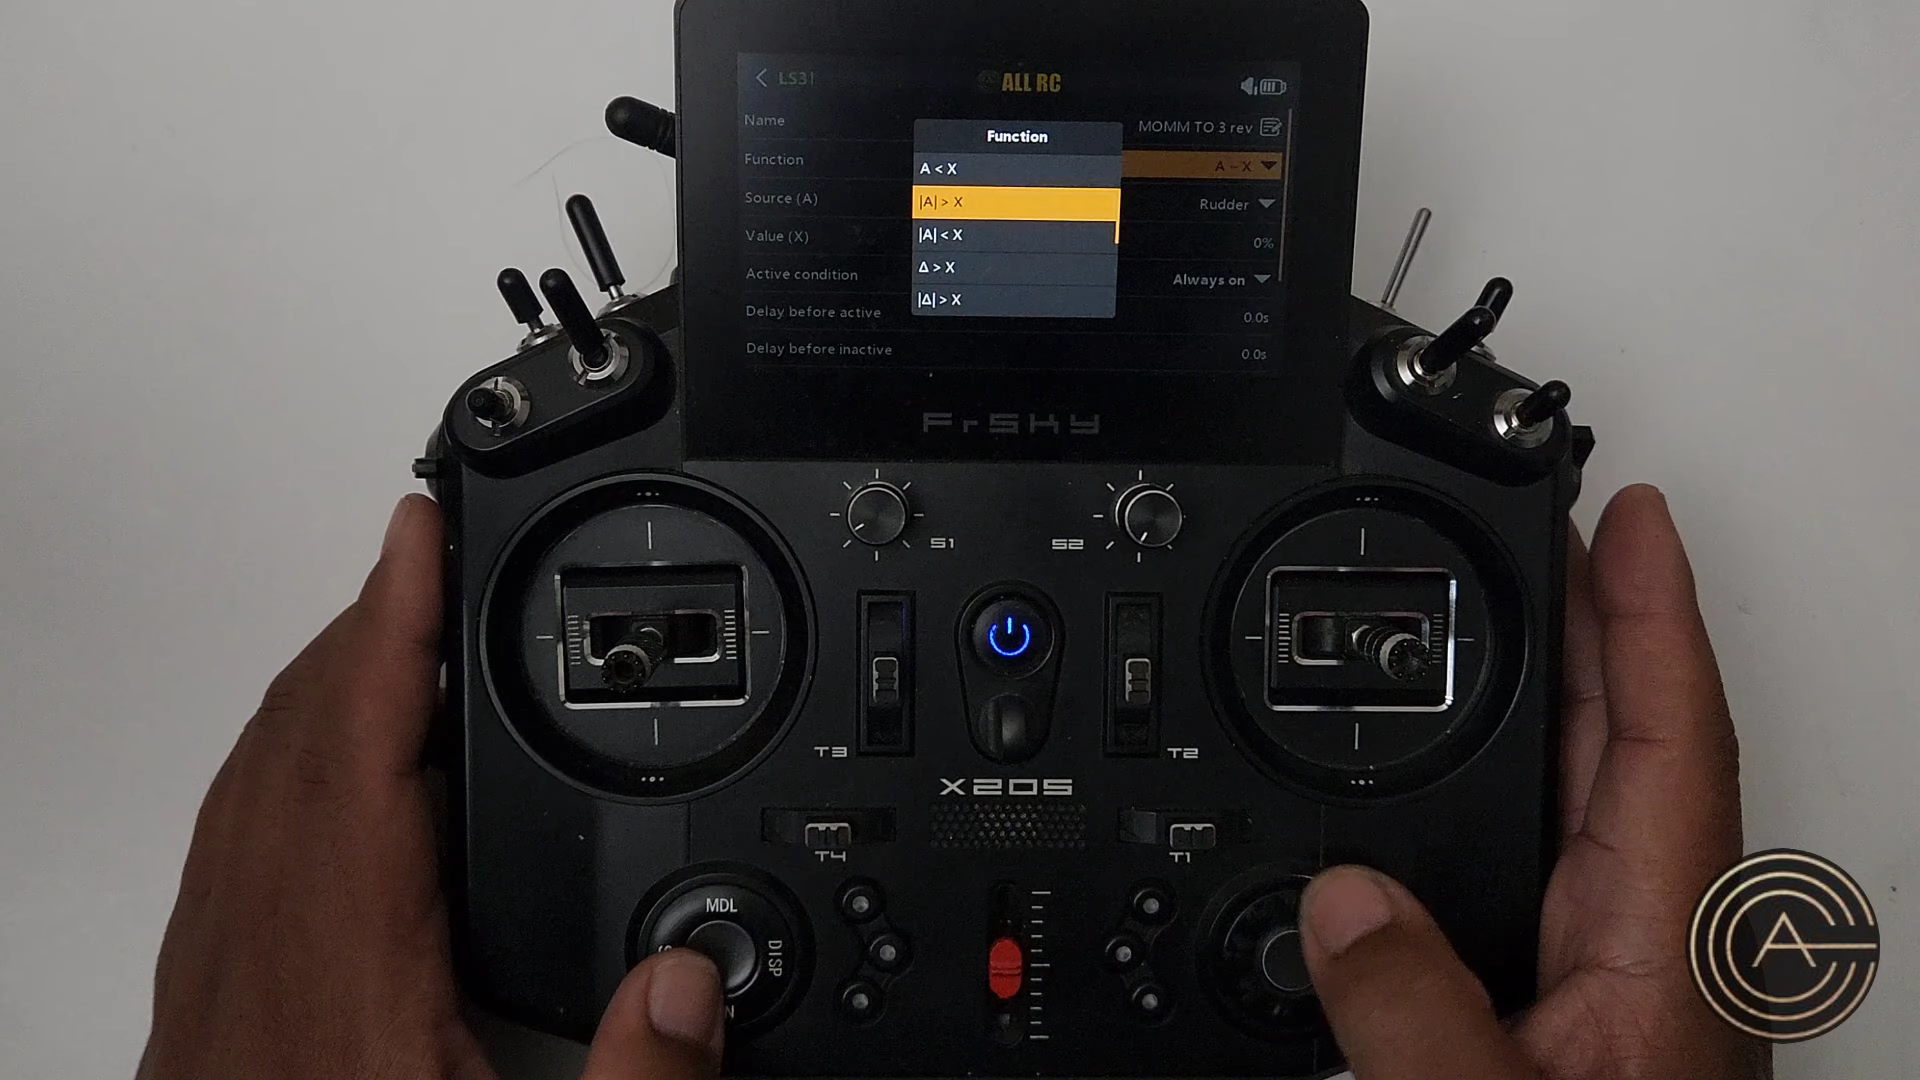 LS31
ALL RC
Name
MOMM TO 3 rev
Function
A ~ X
Source (A)
Rudder
Value (X)
0%
Active condition
Always on
Delay before active
0.0s
Delay before inactive
0.0s
Function
A < X
|A| > X
|A| < X
Δ > X
|Δ| > X
FrSKY
S1
S2
T3
T2
X20S
T4
T1
MDL
DISP